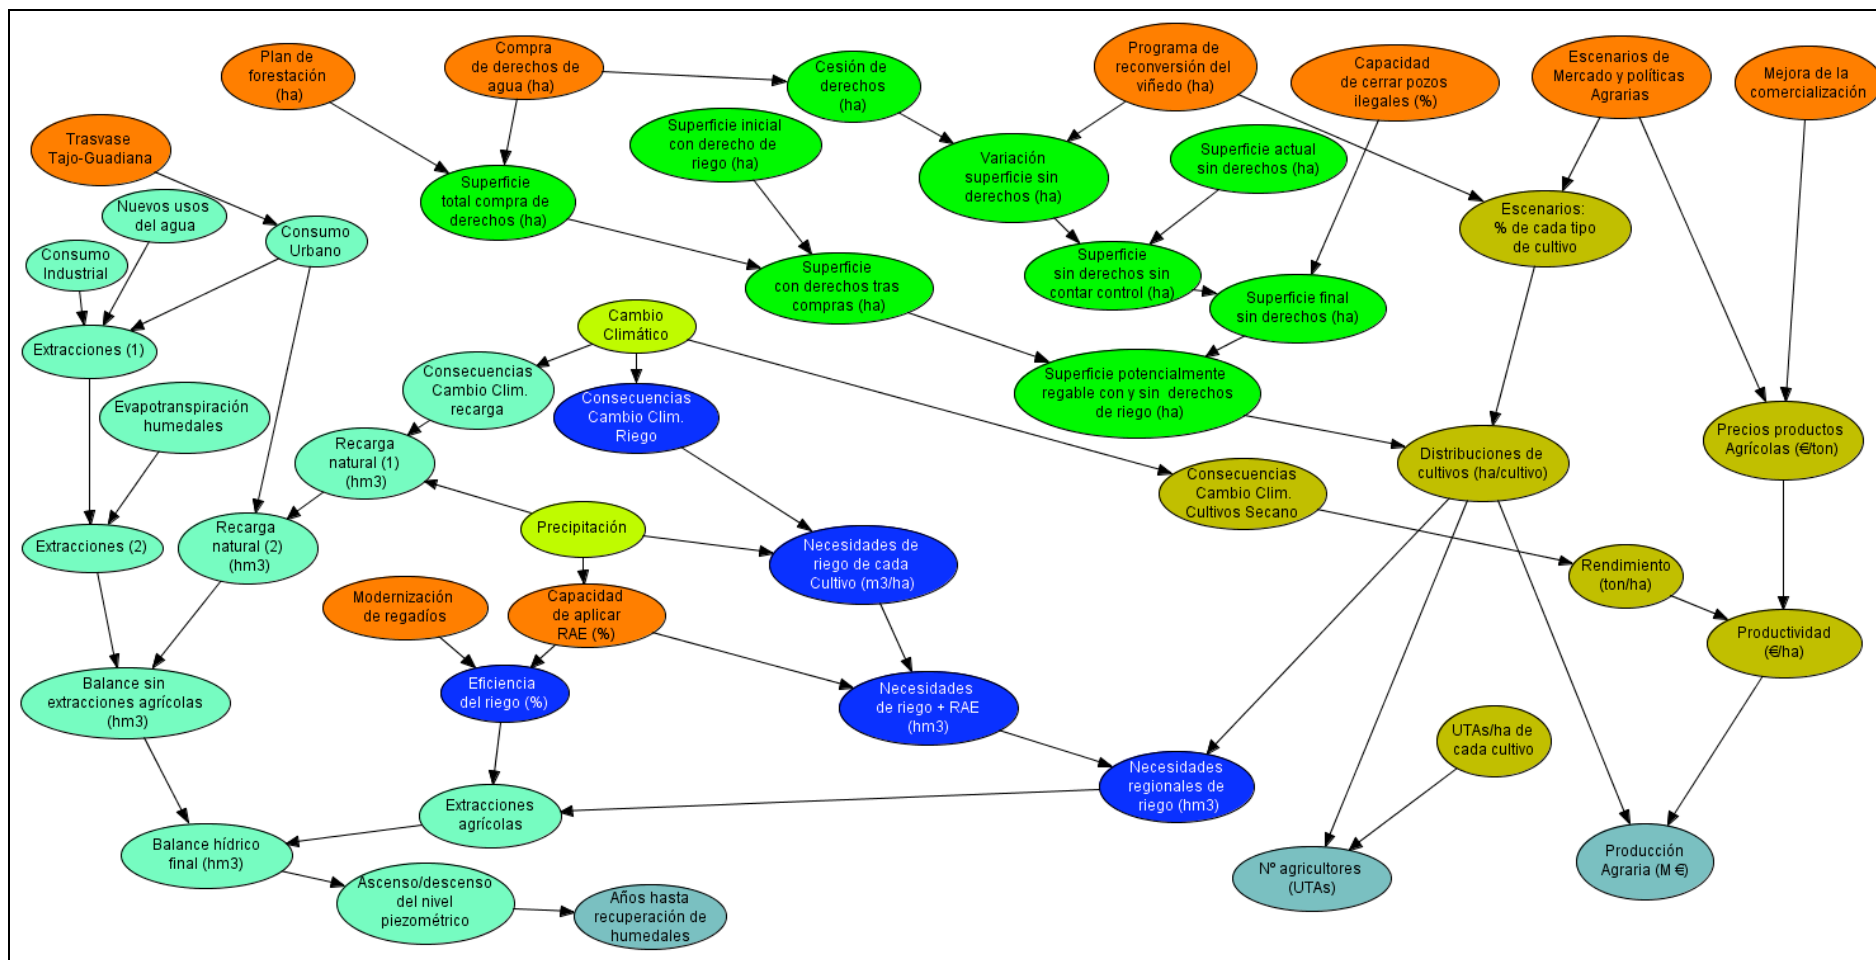 Plan de
forestación
(ha)
Compra
de derechos de
agua (ha)
Cesión de
derechos
(ha)
Programa de
reconversión del
viñedo (ha)
Capacidad
de cerrar pozos
ilegales (%)
Escenarios de
Mercado y políticas
Agrarias
Mejora de la
comercialización
Trasvase
Tajo-Guadiana
Superficie inicial
con derecho de
riego (ha)
Superficie
total compra de
derechos (ha)
Variación
superficie sin
derechos (ha)
Superficie actual
sin derechos (ha)
Nuevos usos
del agua
Consumo
Urbano
Escenarios:
% de cada tipo
de cultivo
Consumo
Industrial
Superficie
con derechos tras
compras (ha)
Superficie
sin derechos sin
contar control (ha)
Superficie final
sin derechos (ha)
Cambio
Climático
Extracciones (1)
Consecuencias
Cambio Clim.
recarga
Consecuencias
Cambio Clim.
Riego
Superficie potencialmente
regable con y sin derechos
de riego (ha)
Evapotranspiración
humedales
Recarga
natural (1)
(hm3)
Distribuciones de
cultivos (ha/cultivo)
Precios productos
Agrícolas (€/ton)
Consecuencias
Cambio Clim.
Cultivos Secano
Extracciones (2)
Recarga
natural (2)
(hm3)
Precipitación
Necesidades de
riego de cada
Cultivo (m3/ha)
Rendimiento
(ton/ha)
Modernización
de regadíos
Capacidad
de aplicar
RAE (%)
Productividad
(€/ha)
Balance sin
extracciones agrícolas
(hm3)
Eficiencia
del riego (%)
Necesidades
de riego + RAE
(hm3)
UTAs/ha de
cada cultivo
Necesidades
regionales de
riego (hm3)
Extracciones
agrícolas
Balance hídrico
final (hm3)
Nº agricultores
(UTAs)
Producción
Agraria (M €)
Ascenso/descenso
del nivel
piezométrico
Años hasta
recuperación de
humedales